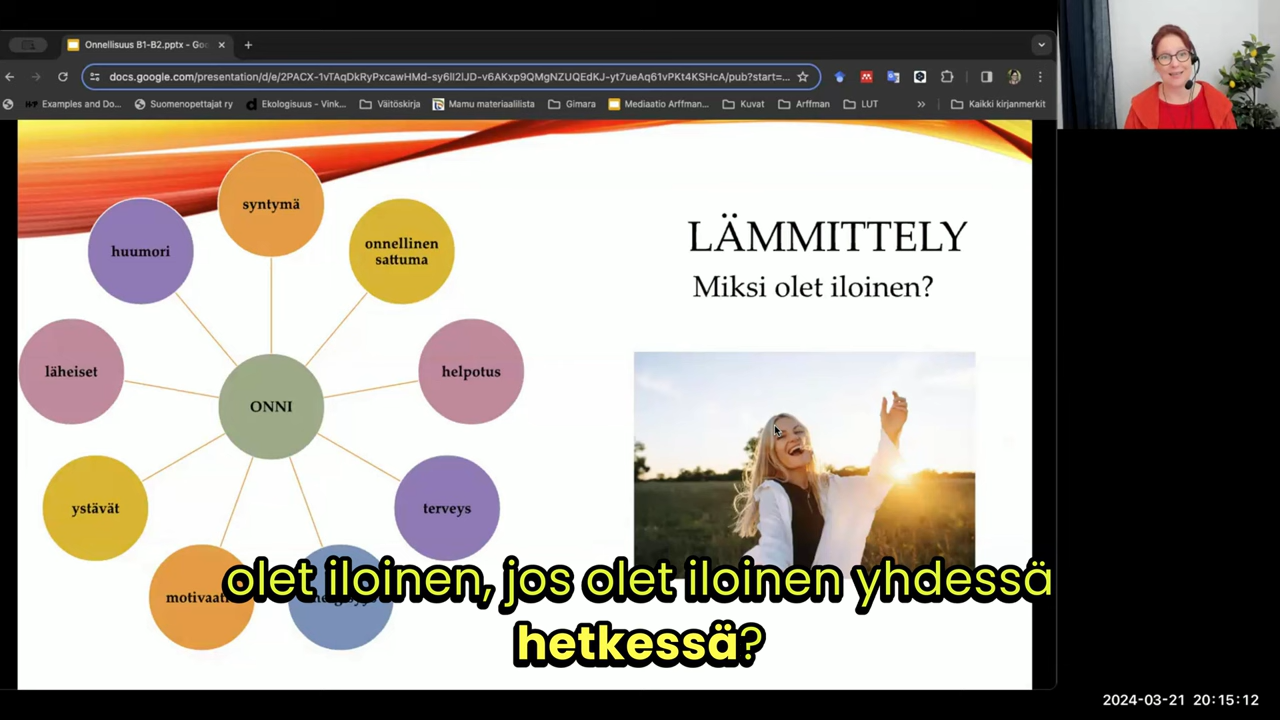 Onnellisuus B1-B2.pptx - Goo
docs.google.com/presentation/d/e/2PACX-1vTAqDkRyPxcawHMd-sy6lI2IJD-v6AKxp9QMgNZUQEdKJ-yt7ueAq61vPKt4KSHcA/pub?start=...
Examples and Do...
Suomenopettajat ry
Ekologisuus - Vink...
Väitöskirja
Mamu materiaalilista
Gimara
Mediaatio Arffman...
Kuvat
Arffman
LUT
»
Kaikki kirjanmerkit
syntymä
huumori
onnellinen
sattuma
LÄMMITTELY
Miksi olet iloinen?
läheiset
helpotus
ONNI
ystävät
terveys
olet iloinen, jos olet iloinen yhdessä
hetkessä?
2024-03-21 20:15:12